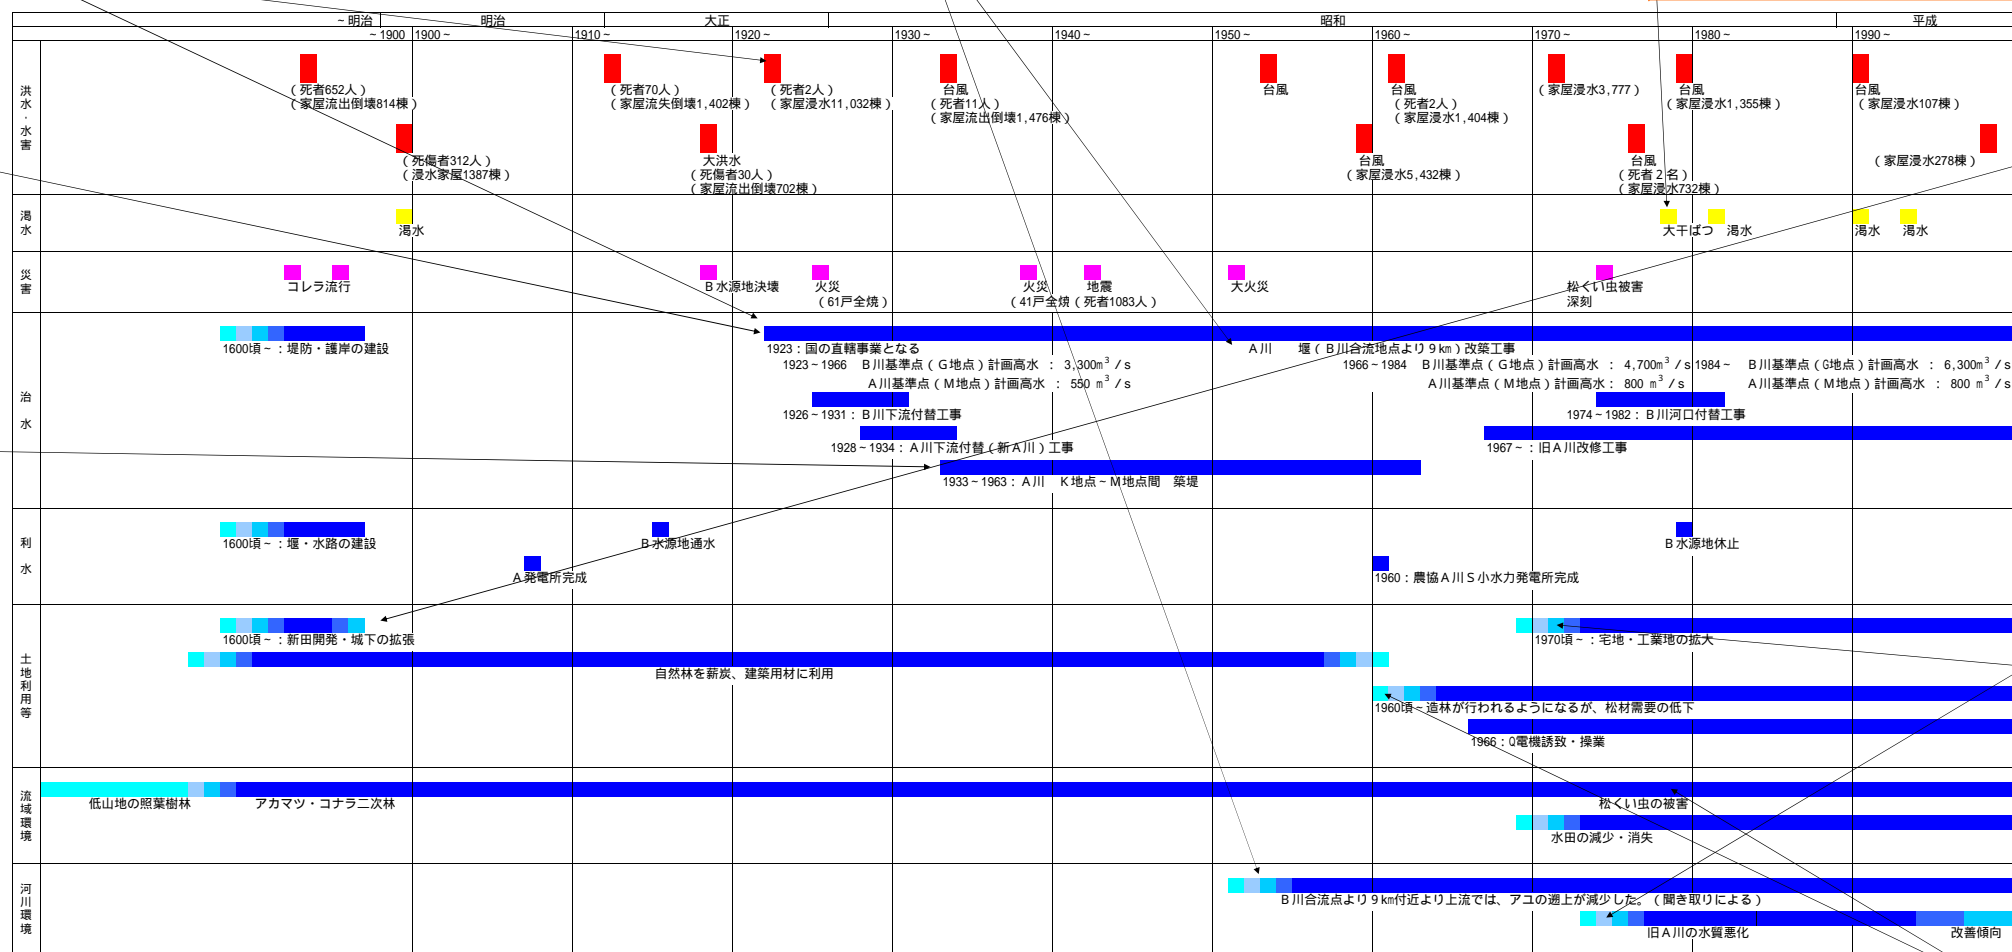 ～明治 明治 大正 昭和 平成
～1900 1900～ 1910～ 1920～ 1930～ 1940～ 1950～ 1960～ 1970～ 1980～ 1990～
洪水・水害
（死者652人）
（家屋流出倒壊814棟）
（死者70人）
（家屋流失倒壊1,402棟）
（死者2人）
（家屋浸水11,032棟）
台風
（死者11人）
（家屋流出倒壊1,476棟）
台風
台風
（死者2人）
（家屋浸水1,404棟）
（家屋浸水3,777）
台風
（家屋浸水1,355棟）
台風
（家屋浸水107棟）
（死傷者312人）
（浸水家屋1387棟）
大洪水
（死傷者30人）
（家屋流出倒壊702棟）
台風
（家屋浸水5,432棟）
台風
（死者２名）
（家屋浸水732棟）
（家屋浸水278棟）
渇水
渇水
大干ばつ
渇水
渇水
渇水
災害
コレラ流行
Ｂ水源地決壊
火災
（61戸全焼）
火災
（41戸全焼）
地震
（死者1083人）
大火災
松くい虫被害
深刻
治水
1600頃～：堤防・護岸の建設
1923：国の直轄事業となる
1923～1966　Ｂ川基準点（Ｇ地点）計画高水 ： 3,300m³/s
Ａ川基準点（Ｍ地点）計画高水 ： 550 m³/s
Ａ川　　堰（Ｂ川合流地点より９km）改築工事
1966～1984　Ｂ川基準点（Ｇ地点）計画高水 ： 4,700m³/s
Ａ川基準点（Ｍ地点）計画高水： 800 m³/s
1984～　Ｂ川基準点（G地点）計画高水 ： 6,300m³/s
Ａ川基準点（Ｍ地点）計画高水 ： 800 m³/s
1926～1931：Ｂ川下流付替工事
1974～1982：Ｂ川河口付替工事
1928～1934：Ａ川下流付替（新Ａ川）工事
1967～：旧Ａ川改修工事
1933～1963：Ａ川　Ｋ地点～Ｍ地点間　築堤
利水
1600頃～：堰・水路の建設
Ｂ水源地通水
Ｂ水源地休止
Ａ発電所完成
1960：農協Ａ川Ｓ小水力発電所完成
土地利用等
1600頃～：新田開発・城下の拡張
1970頃～：宅地・工業地の拡大
自然林を薪炭、建築用材に利用
1960頃～造林が行われるようになるが、松材需要の低下
1966：Q電機誘致・操業
流域環境
低山地の照葉樹林
アカマツ・コナラ二次林
松くい虫の被害
水田の減少・消失
河川環境
Ｂ川合流点より９km付近より上流では、アユの遡上が減少した。（聞き取りによる）
旧Ａ川の水質悪化
改善傾向